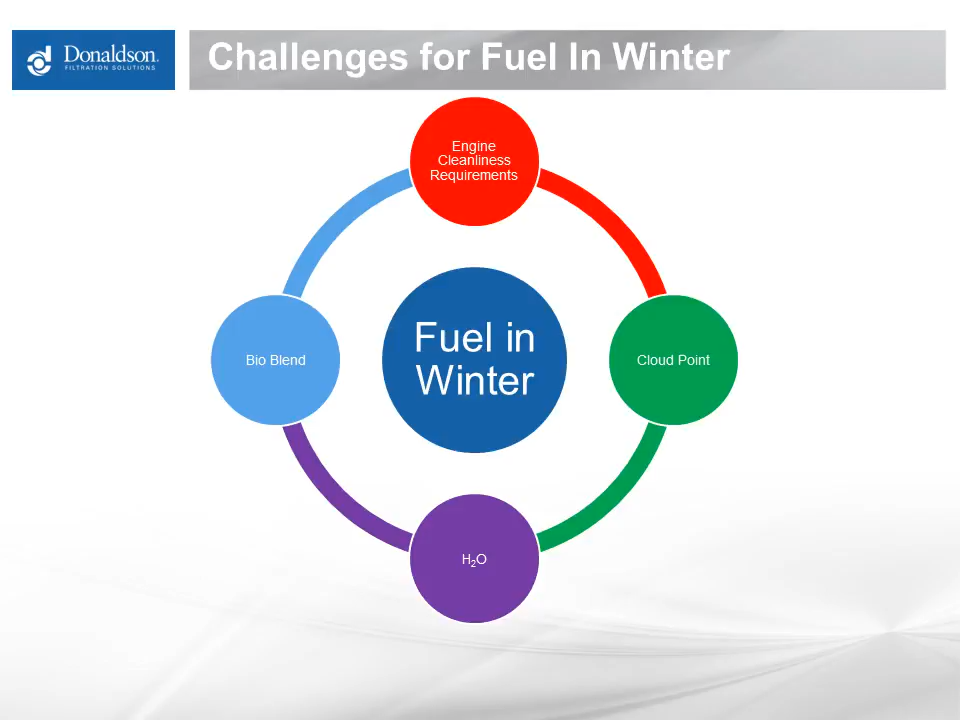 Donaldson.
FILTRATION SOLUTIONS
Challenges for Fuel In Winter
Engine
Cleanliness
Requirements
Bio Blend
Fuel in
Winter
Cloud Point
H₂O